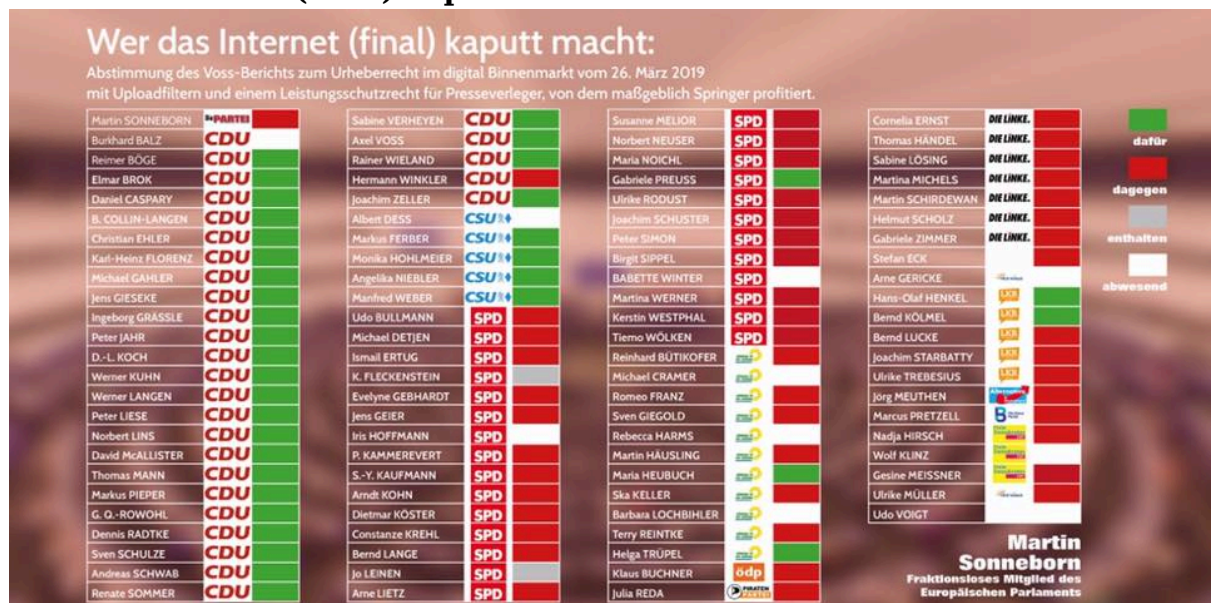 Wer das Internet (final) kaputt macht:
Abstimmung des Voss-Berichts zum Urheberrecht im digital Binnenmarkt vom 26. März 2019
mit Uploadfiltern und einem Leistungsschutzrecht für Presseverleger, von dem maßgeblich Springer profitiert.
Martin SONNEBORN Die PARTEI
Burkhard BALZ CDU
Reimer BÖGE CDU
Elmar BROK CDU
Daniel CASPARY CDU
B. COLLIN-LANGEN CDU
Christian EHLER CDU
Karl-Heinz FLORENZ CDU
Michael GAHLER CDU
Jens GIESEKE CDU
Ingeborg GRÄSSLE CDU
Peter JAHR CDU
D.-L. KOCH CDU
Werner KUHN CDU
Werner LANGEN CDU
Peter LIESE CDU
Norbert LINS CDU
David McALLISTER CDU
Thomas MANN CDU
Markus PIEPER CDU
G. Q.-ROWOHL CDU
Dennis RADTKE CDU
Sven SCHULZE CDU
Andreas SCHWAB CDU
Renate SOMMER CDU
Sabine VERHEYEN CDU
Axel VOSS CDU
Rainer WIELAND CDU
Hermann WINKLER CDU
Joachim ZELLER CDU
Albert DESS CSU
Markus FERBER CSU
Monika HOHLMEIER CSU
Angelika NIEBLER CSU
Manfred WEBER CSU
Udo BULLMANN SPD
Michael DETJEN SPD
Ismail ERTUG SPD
K. FLECKENSTEIN SPD
Evelyne GEBHARDT SPD
Jens GEIER SPD
Iris HOFFMANN SPD
P. KAMMEREVERT SPD
S.-Y. KAUFMANN SPD
Arndt KOHN SPD
Dietmar KÖSTER SPD
Constanze KREHL SPD
Bernd LANGE SPD
Jo LEINEN SPD
Arne LIETZ SPD
Susanne MELIOR SPD
Norbert NEUSER SPD
Maria NOICHL SPD
Gabriele PREUSS SPD
Ulrike RODUST SPD
Joachim SCHUSTER SPD
Peter SIMON SPD
Birgit SIPPEL SPD
BABETTE WINTER SPD
Martina WERNER SPD
Kerstin WESTPHAL SPD
Tiemo WÖLKEN SPD
Reinhard BÜTIKOFER
Michael CRAMER
Romeo FRANZ
Sven GIEGOLD
Rebecca HARMS
Martin HÄUSLING
Maria HEUBUCH
Ska KELLER
Barbara LOCHBIHLER
Terry REINTKE
Helga TRÜPEL
Klaus BUCHNER ödp
Julia REDA PIRATEN PARTEI
Cornelia ERNST DIE LINKE.
Thomas HÄNDEL DIE LINKE.
Sabine LÖSING DIE LINKE.
Martina MICHELS DIE LINKE.
Martin SCHIRDEWAN DIE LINKE.
Helmut SCHOLZ DIE LINKE.
Gabriele ZIMMER DIE LINKE.
Stefan ECK
Arne GERICKE
Hans-Olaf HENKEL LKR
Bernd KÖLMEL LKR
Bernd LUCKE LKR
Joachim STARBATTY LKR
Ulrike TREBESIUS LKR
Jörg MEUTHEN
Marcus PRETZELL
Nadja HIRSCH
Wolf KLINZ
Gesine MEISSNER
Ulrike MÜLLER
Udo VOIGT
dafür
dagegen
enthalten
abwesend
Martin
Sonneborn
Fraktionsloses Mitglied des
Europäischen Parlaments